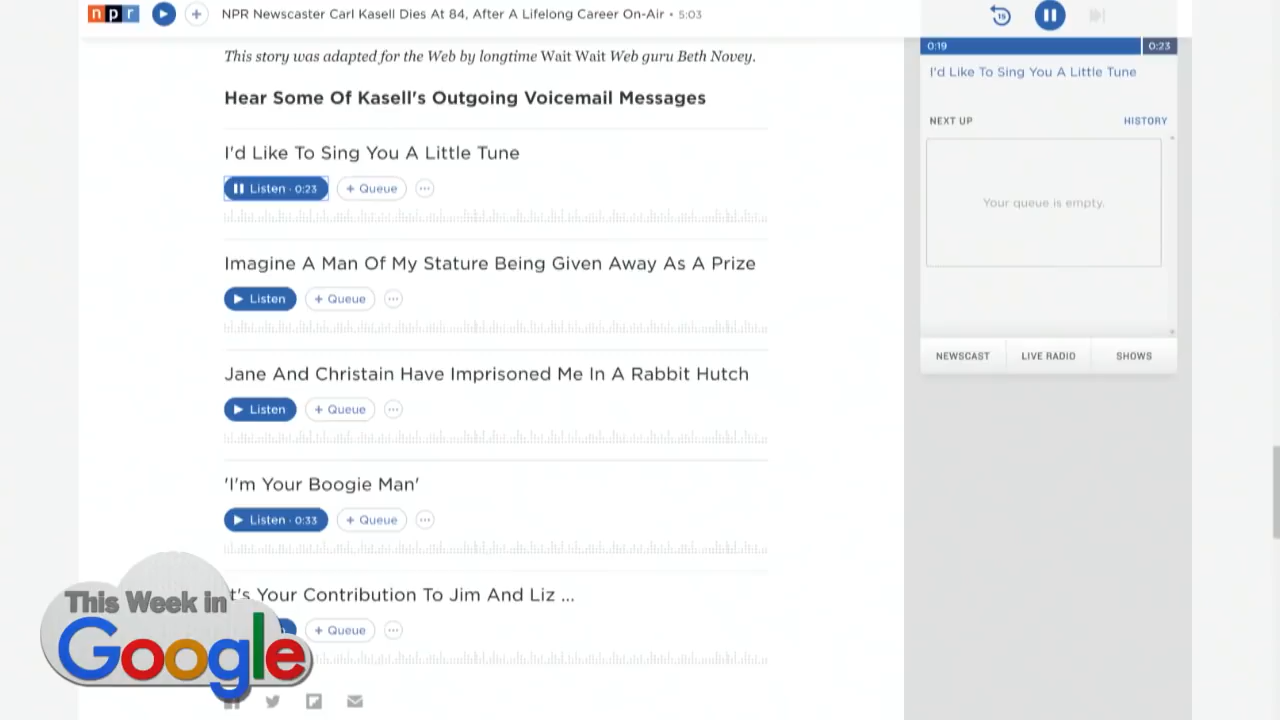 npr NPR Newscaster Carl Kasell Dies At 84, After A Lifelong Career On-Air • 5:03
15
0:19 0:23
This story was adapted for the Web by longtime Wait Wait Web guru Beth Novey.
I'd Like To Sing You A Little Tune
Hear Some Of Kasell's Outgoing Voicemail Messages
NEXT UP HISTORY
I'd Like To Sing You A Little Tune
Listen · 0:23 + Queue
Your queue is empty.
Imagine A Man Of My Stature Being Given Away As A Prize
Listen + Queue
NEWSCAST LIVE RADIO SHOWS
Jane And Christain Have Imprisoned Me In A Rabbit Hutch
Listen + Queue
'I'm Your Boogie Man'
Listen · 0:33 + Queue
It's Your Contribution To Jim And Liz ...
+ Queue
This Week in
Google